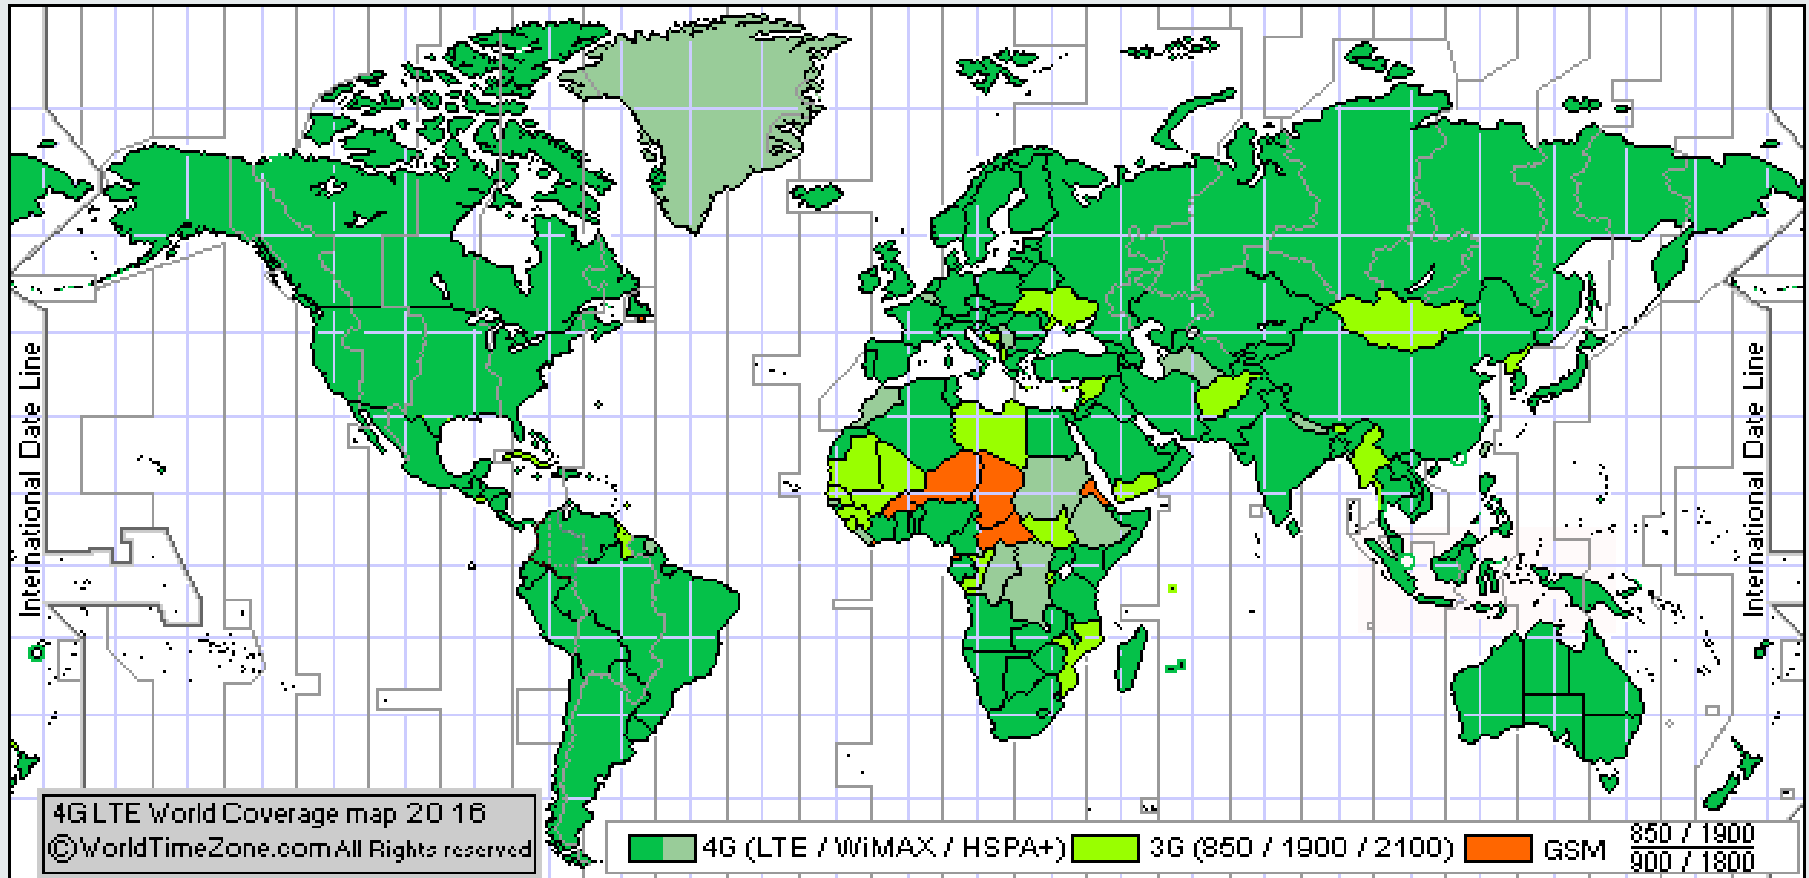 International Date Line
International Date Line
4G LTE World Coverage map 2016
©WorldTimeZone.com All Rights reserved
4G (LTE / WiMAX / HSPA+)
3G (850 / 1900 / 2100)
GSM
850 / 1900
900 / 1800